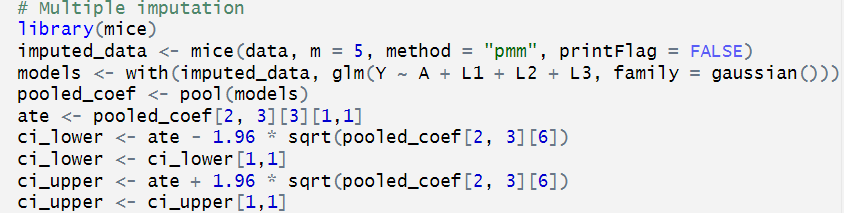 # Multiple imputation
library(mice)
imputed_data <- mice(data, m = 5, method = "pmm", printFlag = FALSE)
models <- with(imputed_data, glm(Y ~ A + L1 + L2 + L3, family = gaussian()))
pooled_coef <- pool(models)
ate <- pooled_coef[2, 3][3][1,1]
ci_lower <- ate - 1.96 * sqrt(pooled_coef[2, 3][6])
ci_lower <- ci_lower[1,1]
ci_upper <- ate + 1.96 * sqrt(pooled_coef[2, 3][6])
ci_upper <- ci_upper[1,1]